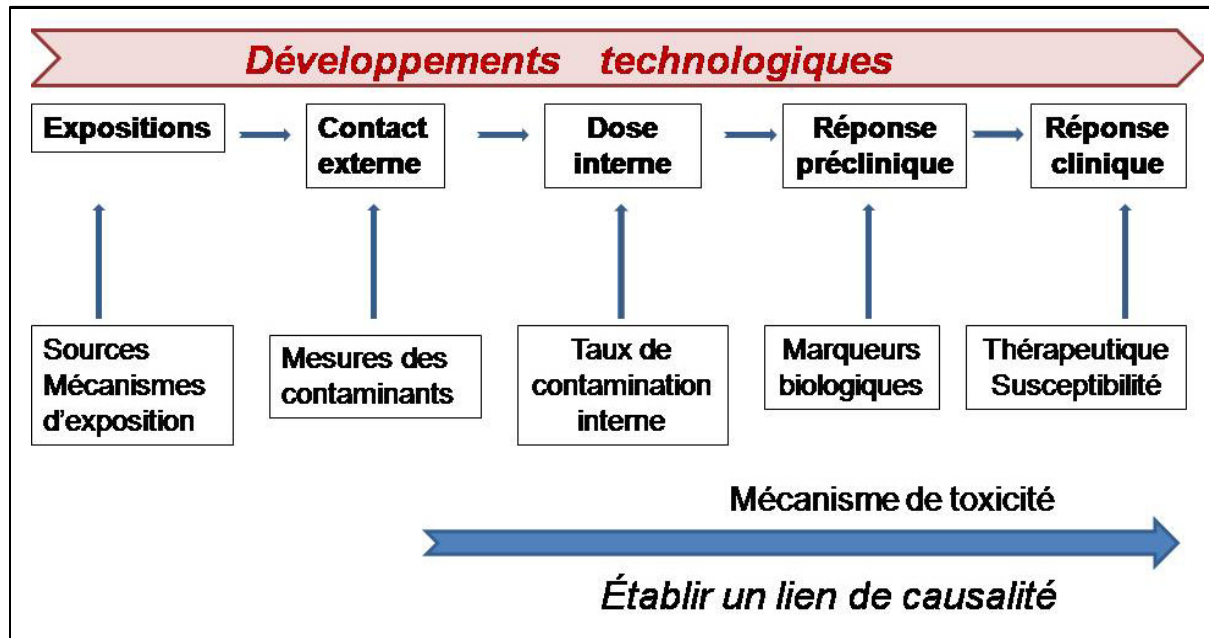 Développements technologiques
Expositions
Contact
externe
Dose
interne
Réponse
préclinique
Réponse
clinique
Sources
Mécanismes
d'exposition
Mesures des
contaminants
Taux de
contamination
interne
Marqueurs
biologiques
Thérapeutique
Susceptibilité
Mécanisme de toxicité
Établir un lien de causalité